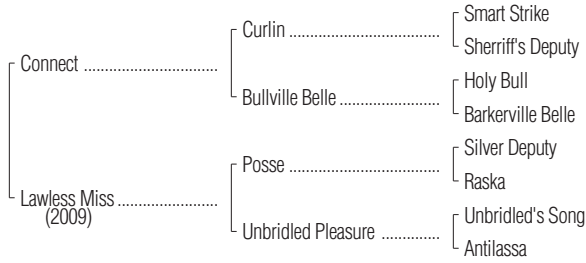 Smart Strike
Curlin ..............................
Sherriff's Deputy
Connect ..........................................
Holy Bull
Bullville Belle ....................
Barkerville Belle
Silver Deputy
Posse ..............................
Raska
Lawless Miss ...............................
(2009)
Unbridled's Song
Unbridled Pleasure ...............
Antilassa